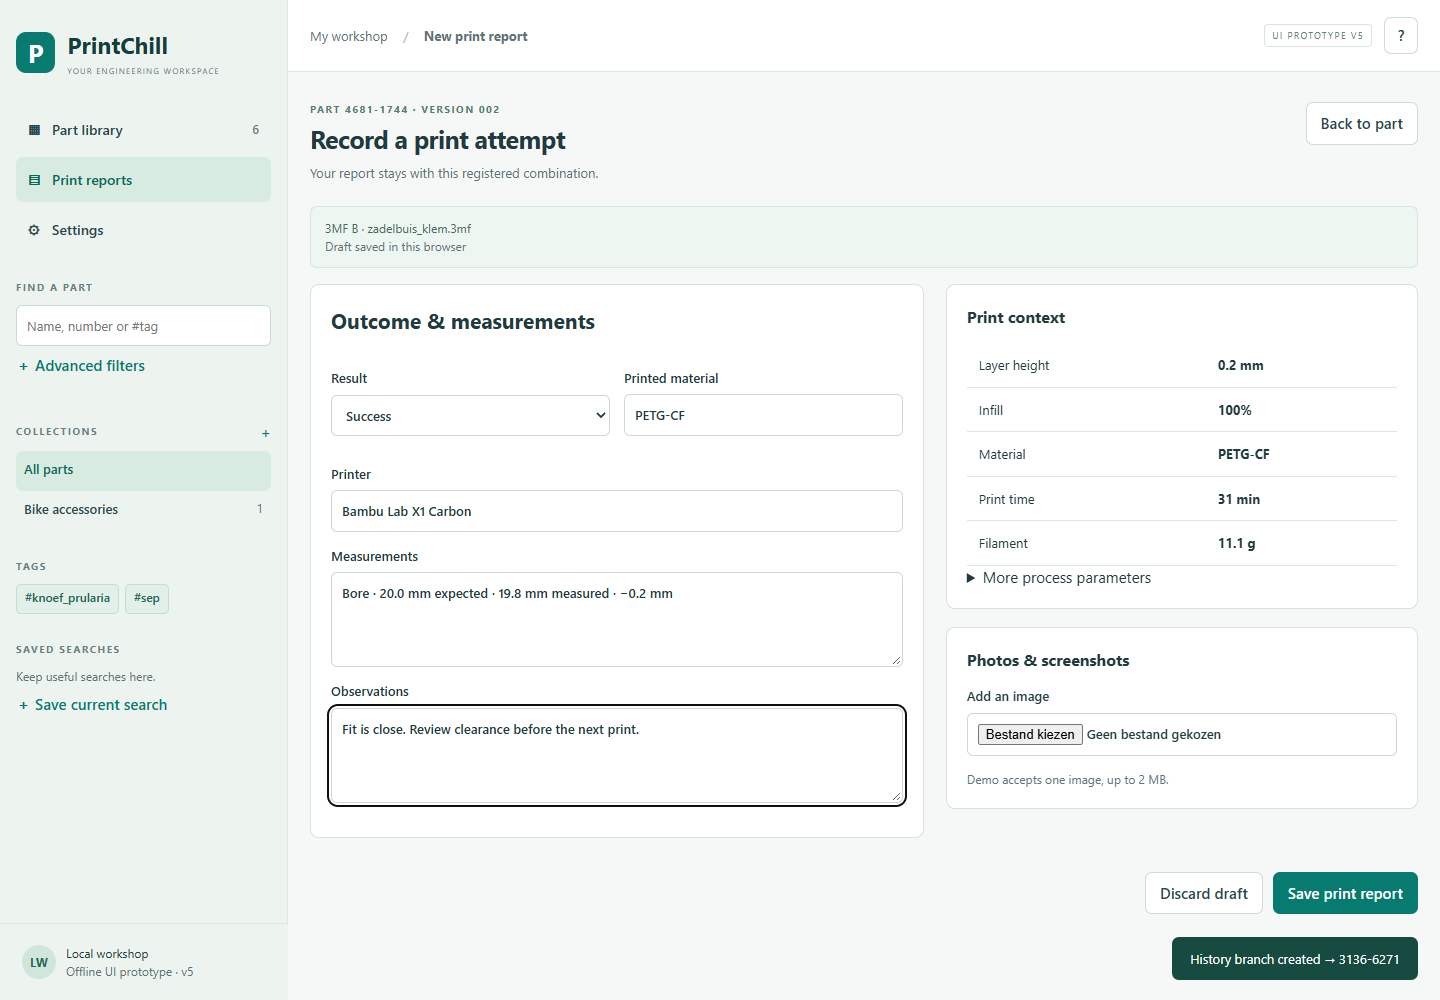 P PrintChill
YOUR ENGINEERING WORKSPACE
Part library 6
Print reports
Settings
FIND A PART
Name, number or #tag
+ Advanced filters
COLLECTIONS +
All parts
Bike accessories 1
TAGS
#knoef_prularia #sep
SAVED SEARCHES
Keep useful searches here.
+ Save current search
LW Local workshop
Offline UI prototype · v5
My workshop / New print report
UI PROTOTYPE V5 ?
PART 4681-1744 · VERSION 002
Record a print attempt
Your report stays with this registered combination.
Back to part
3MF B · zadelbuis_klem.3mf
Draft saved in this browser
Outcome & measurements
Result Printed material
Success PETG-CF
Printer
Bambu Lab X1 Carbon
Measurements
Bore · 20.0 mm expected · 19.8 mm measured · −0.2 mm
Observations
Fit is close. Review clearance before the next print.
Print context
Layer height 0.2 mm
Infill 100%
Material PETG-CF
Print time 31 min
Filament 11.1 g
More process parameters
Photos & screenshots
Add an image
Bestand kiezen Geen bestand gekozen
Demo accepts one image, up to 2 MB.
Discard draft Save print report
History branch created → 3136-6271